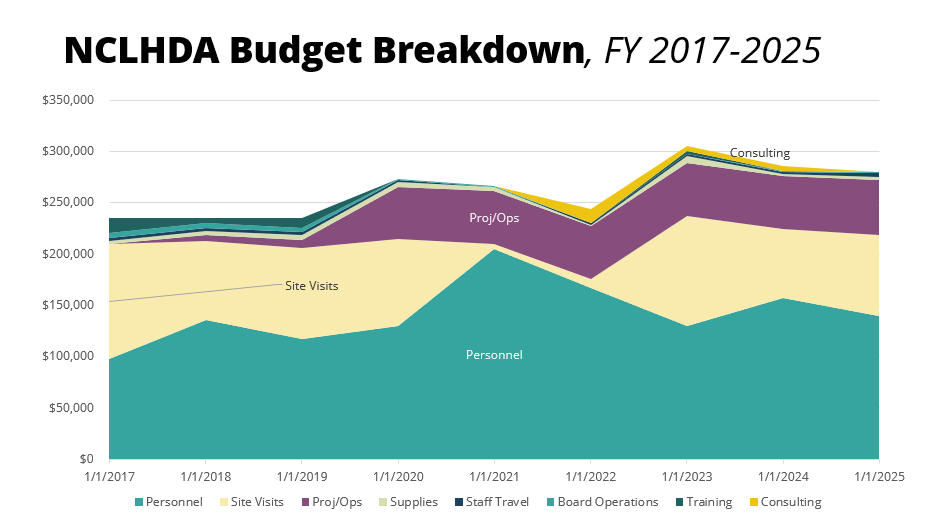 NCLHDA Budget Breakdown, FY 2017-2025
$350,000
$300,000
$250,000
$200,000
$150,000
$100,000
$50,000
$0
Consulting
Proj/Ops
Site Visits
Personnel
1/1/2017 1/1/2018 1/1/2019 1/1/2020 1/1/2021 1/1/2022 1/1/2023 1/1/2024 1/1/2025
Personnel Site Visits Proj/Ops Supplies Staff Travel Board Operations Training Consulting